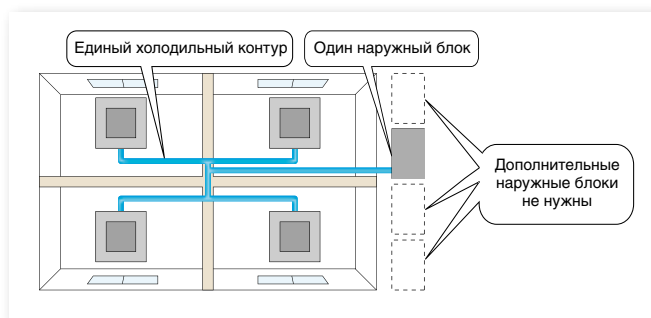 Единый холодильный контур
Один наружный блок
Дополнительные
наружные блоки
не нужны